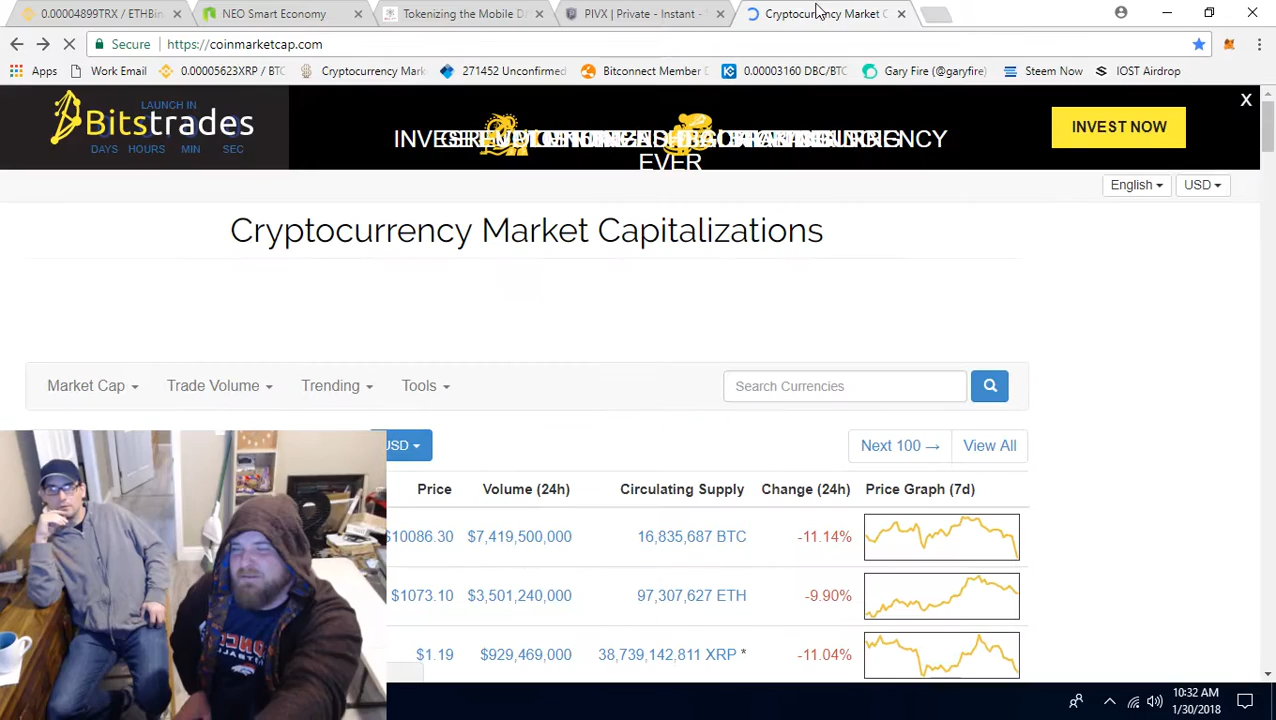 0.00004899TRX / ETHBin
NEO Smart Economy
Tokenizing the Mobile D
PIVX | Private - Instant -
Cryptocurrency Market C
Secure | https://coinmarketcap.com
Apps
Work Email
0.00005623XRP / BTC
Cryptocurrency Mark
271452 Unconfirmed
Bitconnect Member
0.00003160 DBC/BTC
Gary Fire (@garyfire)
Steem Now
IOST Airdrop
LAUNCH IN
Bitstrades
DAYS HOURS MIN SEC
EVER
INVEST NOW
X
English
USD
Cryptocurrency Market Capitalizations
Market Cap
Trade Volume
Trending
Tools
Search Currencies
USD
Next 100 →
View All
Price Volume (24h) Circulating Supply Change (24h) Price Graph (7d)
$10086.30 $7,419,500,000 16,835,687 BTC -11.14%
$1073.10 $3,501,240,000 97,307,627 ETH -9.90%
$1.19 $929,469,000 38,739,142,811 XRP * -11.04%
10:32 AM
1/30/2018